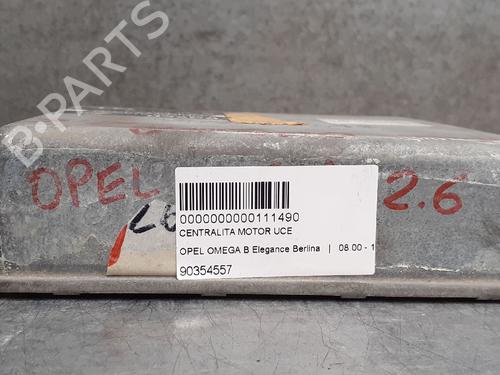 B-PARTS
OPEL 2.6
0000000000111490
CENTRALITA MOTOR UCE
OPEL OMEGA B Elegance Berlina | 08.00 - 1
90354557